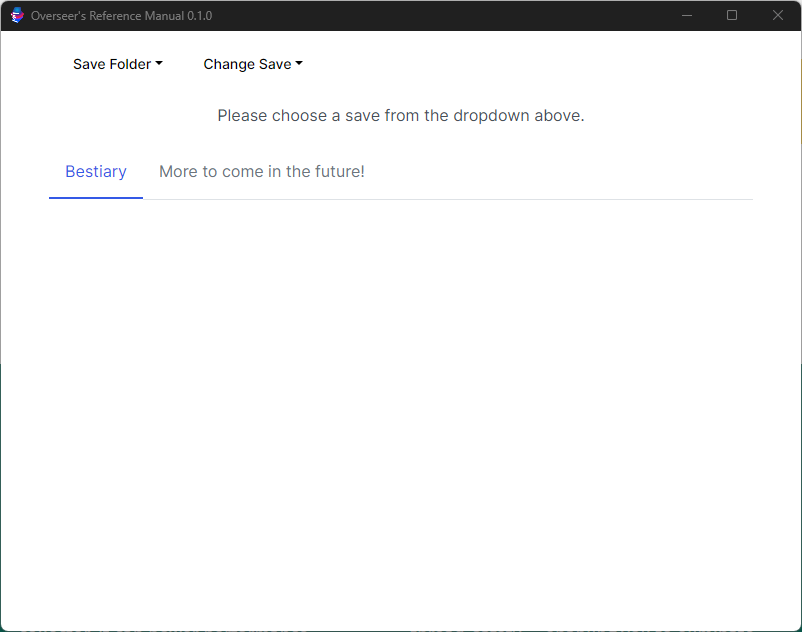 Overseer's Reference Manual 0.1.0
Save Folder Change Save
Please choose a save from the dropdown above.
Bestiary More to come in the future!